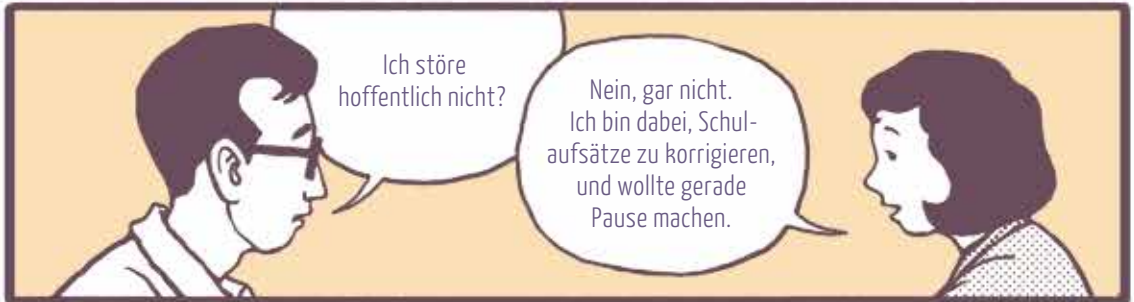 Ich störe
hoffentlich nicht?
Nein, gar nicht.
Ich bin dabei, Schul-
aufsätze zu korrigieren,
und wollte gerade
Pause machen.